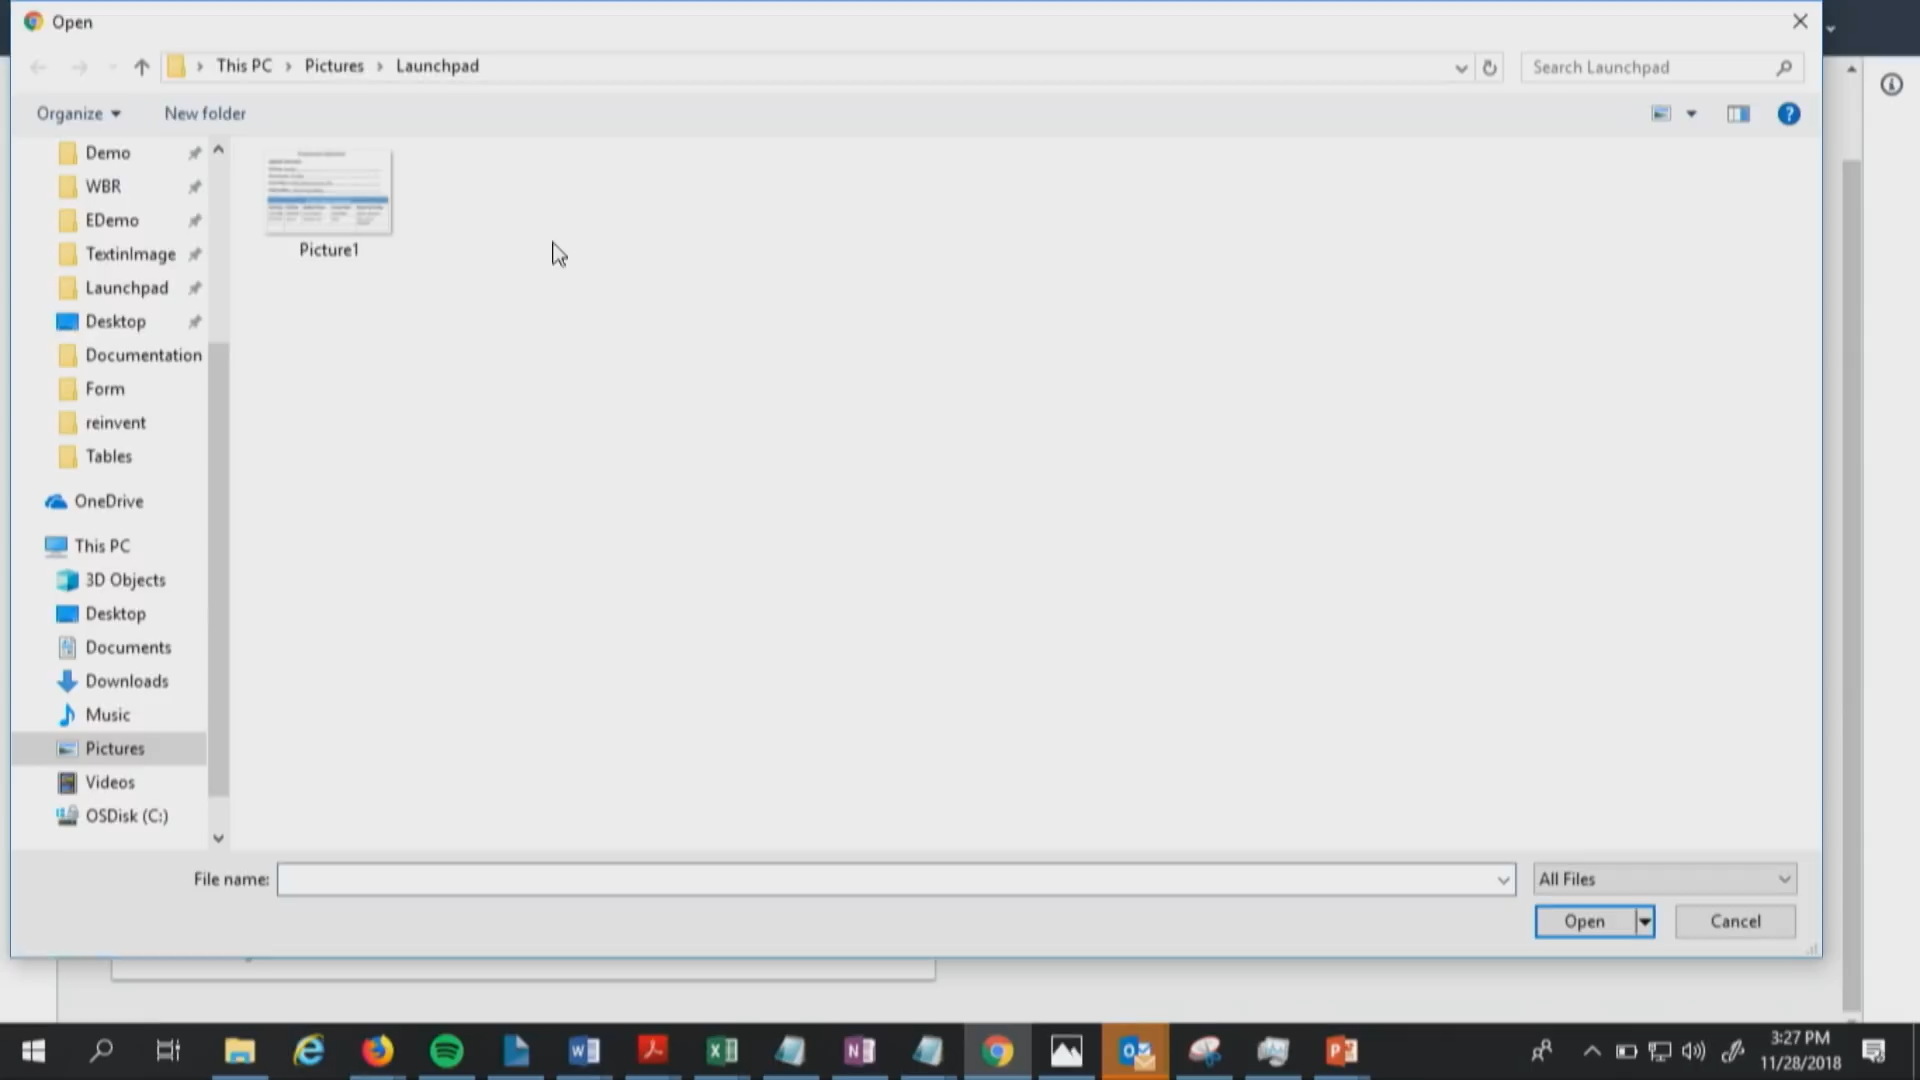 Open
This PC > Pictures > Launchpad
Search Launchpad
Organize
New folder
Demo
WBR
EDemo
TextinImage
Launchpad
Desktop
Documentation
Form
reinvent
Tables
OneDrive
This PC
3D Objects
Desktop
Documents
Downloads
Music
Pictures
Videos
OSDisk (C:)
Picture1
File name:
All Files
Open
Cancel
3:27 PM
11/28/2018